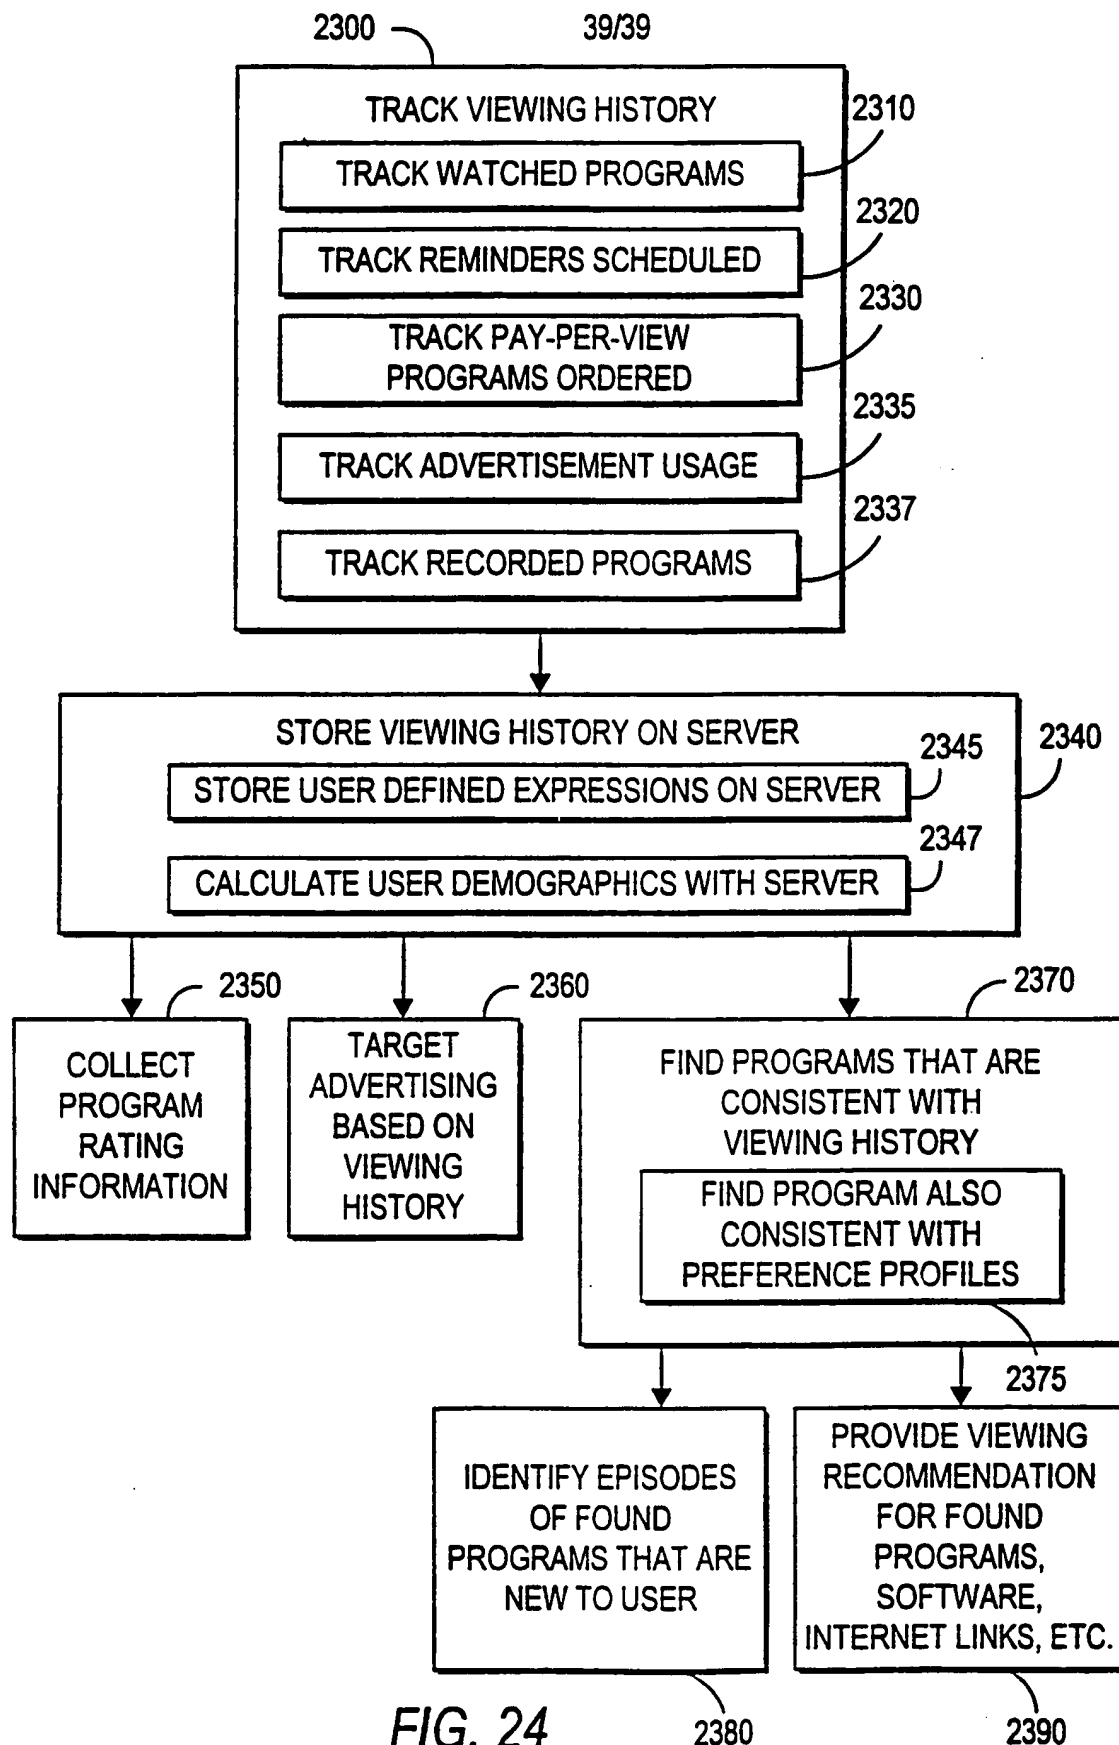 2300
39/39
TRACK VIEWING HISTORY
2310
TRACK WATCHED PROGRAMS
2320
TRACK REMINDERS SCHEDULED
2330
TRACK PAY-PER-VIEW
PROGRAMS ORDERED
2335
TRACK ADVERTISEMENT USAGE
2337
TRACK RECORDED PROGRAMS
STORE VIEWING HISTORY ON SERVER
2340
2345
STORE USER DEFINED EXPRESSIONS ON SERVER
2347
CALCULATE USER DEMOGRAPHICS WITH SERVER
2350
COLLECT
PROGRAM
RATING
INFORMATION
2360
TARGET
ADVERTISING
BASED ON
VIEWING
HISTORY
2370
FIND PROGRAMS THAT ARE
CONSISTENT WITH
VIEWING HISTORY
FIND PROGRAM ALSO
CONSISTENT WITH
PREFERENCE PROFILES
2375
IDENTIFY EPISODES
OF FOUND
PROGRAMS THAT ARE
NEW TO USER
2380
PROVIDE VIEWING
RECOMMENDATION
FOR FOUND
PROGRAMS,
SOFTWARE,
INTERNET LINKS, ETC.
2390
FIG. 24